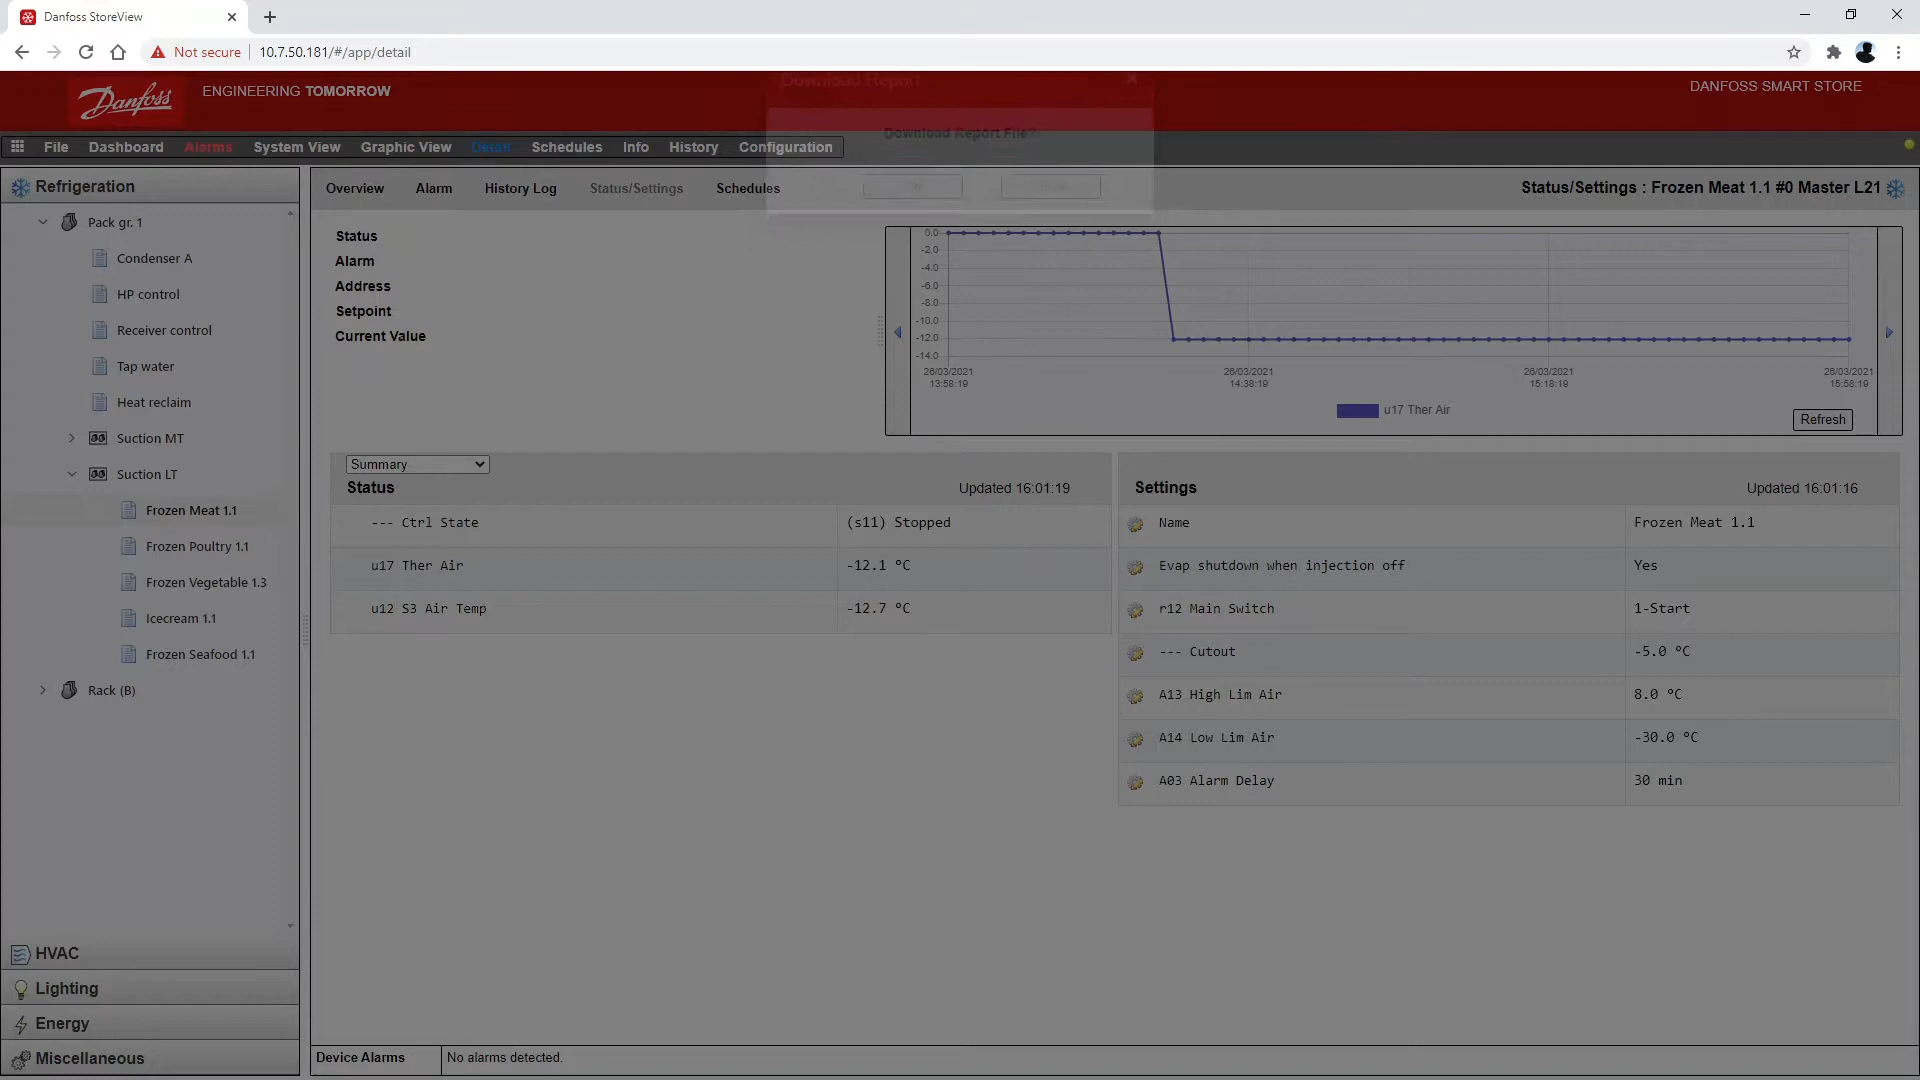 Danfoss StoreView
Not secure
10.7.50.181/#/app/detail
Danfoss
ENGINEERING TOMORROW
Download Report
DANFOSS SMART STORE
Download Report File?
File
Dashboard
Alarms
System View
Graphic View
Detail
Schedules
Info
History
Configuration
Refrigeration
Overview
Alarm
History Log
Status/Settings
Schedules
Status/Settings : Frozen Meat 1.1 #0 Master L21
Pack gr. 1
Condenser A
HP control
Receiver control
Tap water
Heat reclaim
Suction MT
Suction LT
Frozen Meat 1.1
Frozen Poultry 1.1
Frozen Vegetable 1.3
Icecream 1.1
Frozen Seafood 1.1
Rack (B)
HVAC
Lighting
Energy
Miscellaneous
Status
Alarm
Address
Setpoint
Current Value
0.0
-2.0
-4.0
-6.0
-8.0
-10.0
-12.0
-14.0
26/03/2021 26/03/2021 26/03/2021 26/03/2021
13:58:19 14:38:19 15:18:19 15:58:19
u17 Ther Air
Refresh
Summary
Status Updated 16:01:19
--- Ctrl State (s11) Stopped
u17 Ther Air -12.1 °C
u12 S3 Air Temp -12.7 °C
Settings Updated 16:01:16
Name Frozen Meat 1.1
Evap shutdown when injection off Yes
r12 Main Switch 1-Start
--- Cutout -5.0 °C
A13 High Lim Air 8.0 °C
A14 Low Lim Air -30.0 °C
A03 Alarm Delay 30 min
Device Alarms No alarms detected.